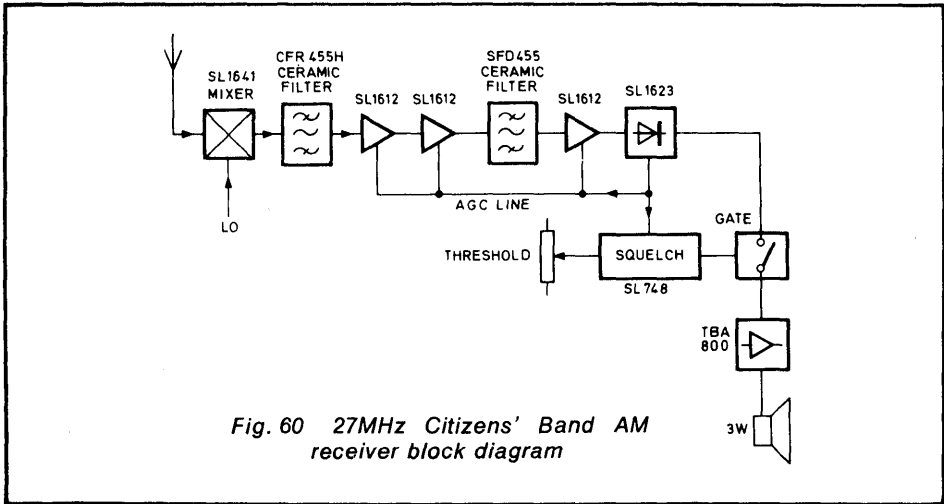 SL1641
MIXER
CFR 455H
CERAMIC
FILTER
SL1612
SL1612
SFD455
CERAMIC
FILTER
SL1612
SL1623
LO
AGC LINE
GATE
THRESHOLD
SQUELCH
SL748
TBA
800
3W
Fig. 60 27MHz Citizens' Band AM
receiver block diagram